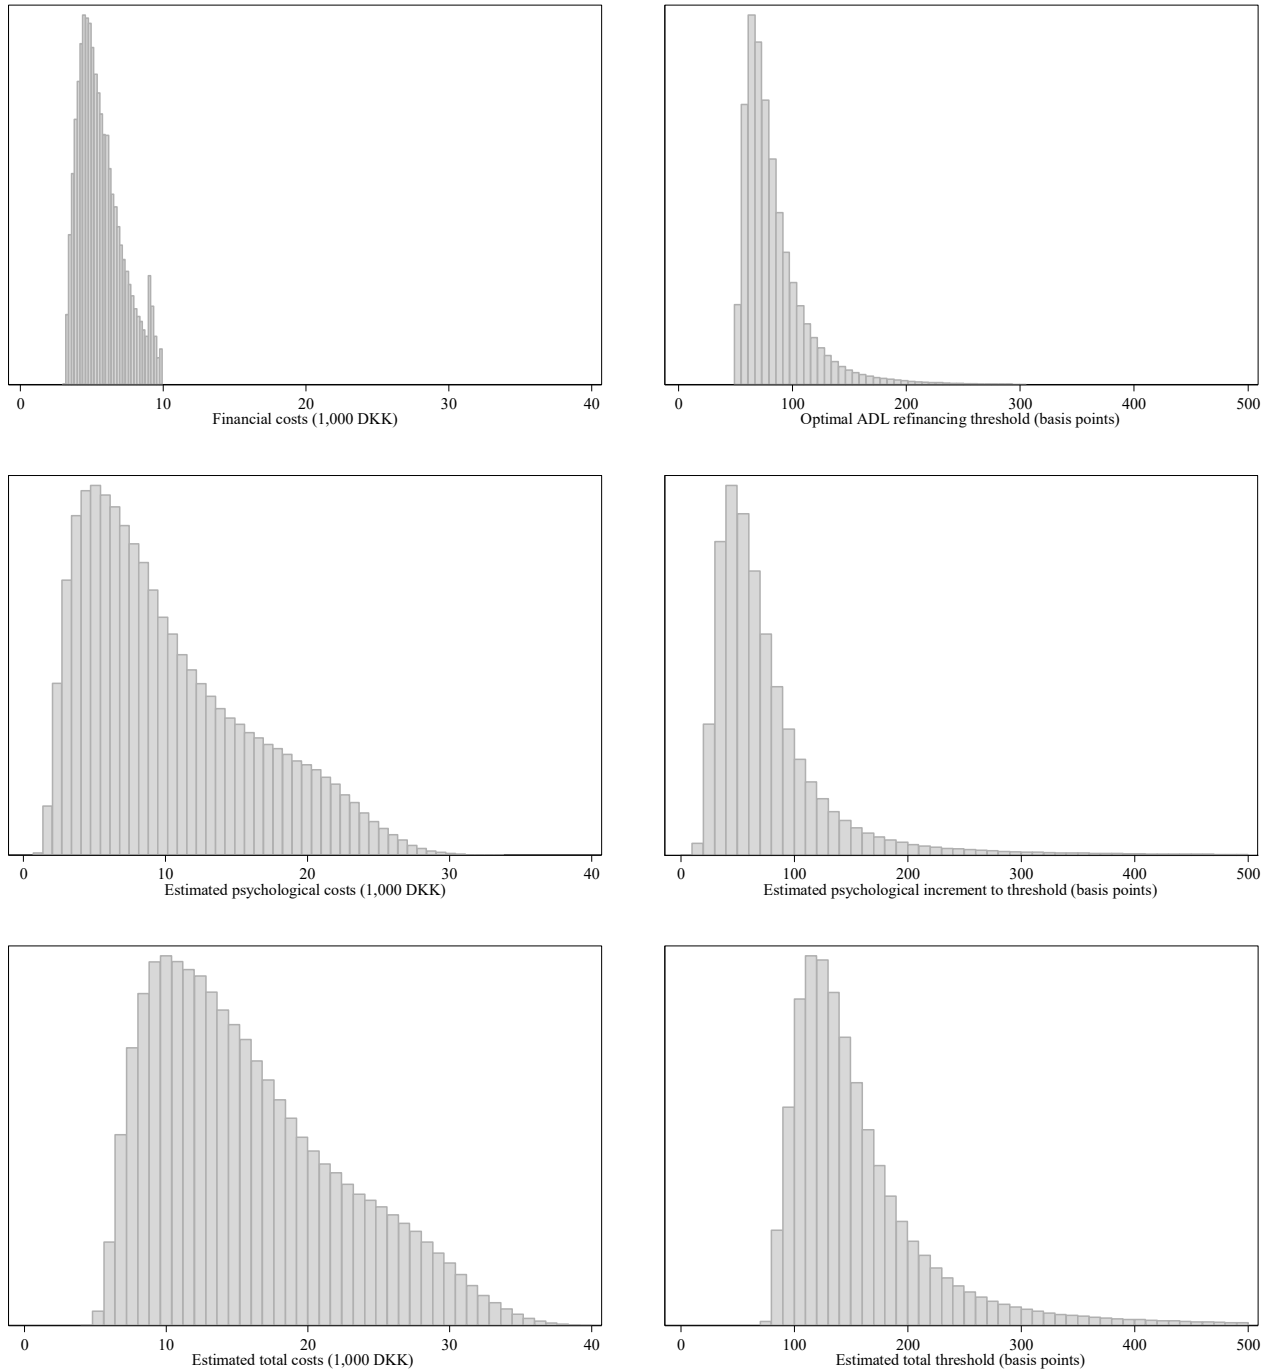 0 10 20 30 40
Financial costs (1,000 DKK)
0 100 200 300 400 500
Optimal ADL refinancing threshold (basis points)
0 10 20 30 40
Estimated psychological costs (1,000 DKK)
0 100 200 300 400 500
Estimated psychological increment to threshold (basis points)
0 10 20 30 40
Estimated total costs (1,000 DKK)
0 100 200 300 400 500
Estimated total threshold (basis points)